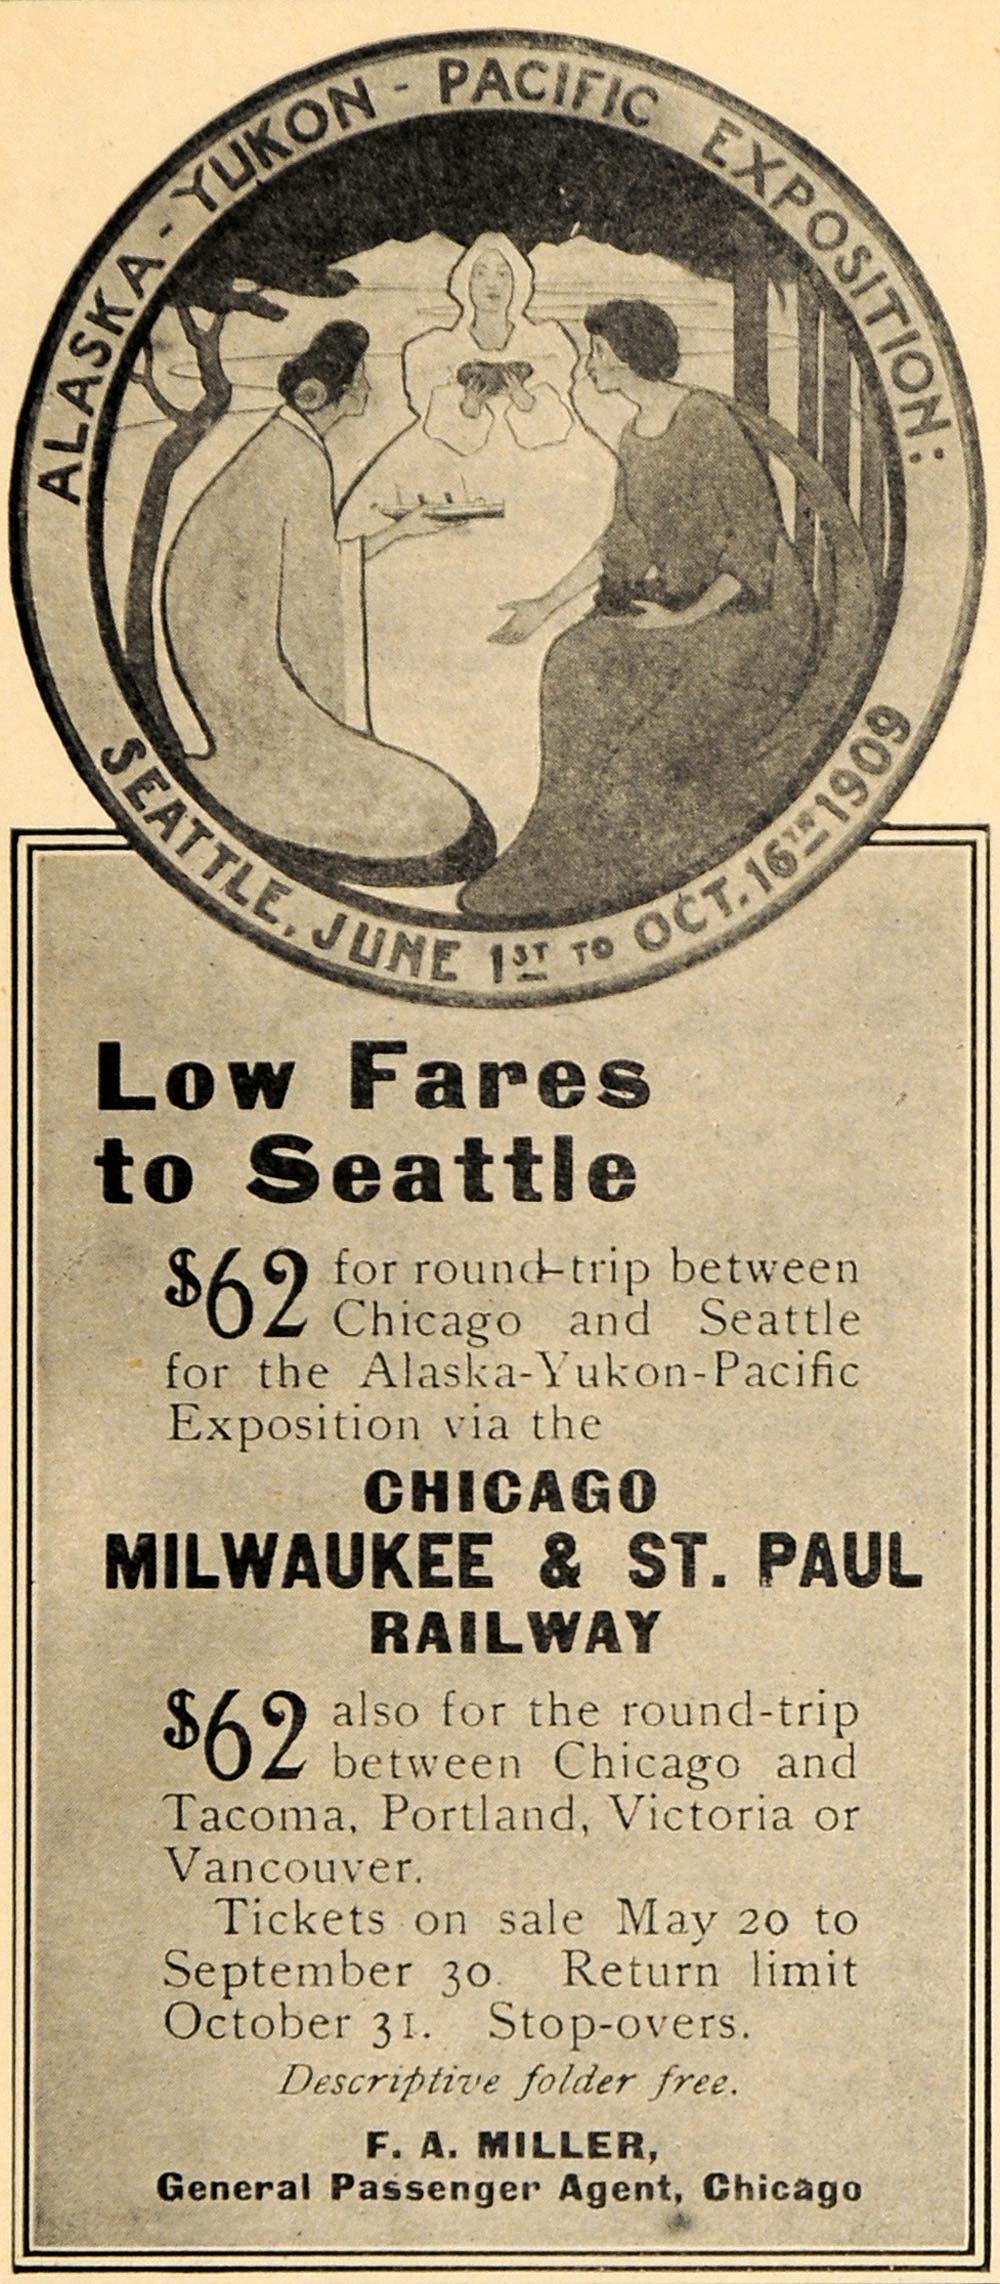 ALASKA - YUKON - PACIFIC EXPOSITION:
SEATTLE, JUNE 1ST TO OCT. 16TH 1909
Low Fares
to Seattle
$62 for round-trip between
Chicago and Seattle
for the Alaska-Yukon-Pacific
Exposition via the
CHICAGO
MILWAUKEE & ST. PAUL
RAILWAY
$62 also for the round-trip
between Chicago and
Tacoma, Portland, Victoria or
Vancouver.
Tickets on sale May 20 to
September 30. Return limit
October 31. Stop-overs.
Descriptive folder free.
F. A. MILLER,
General Passenger Agent, Chicago